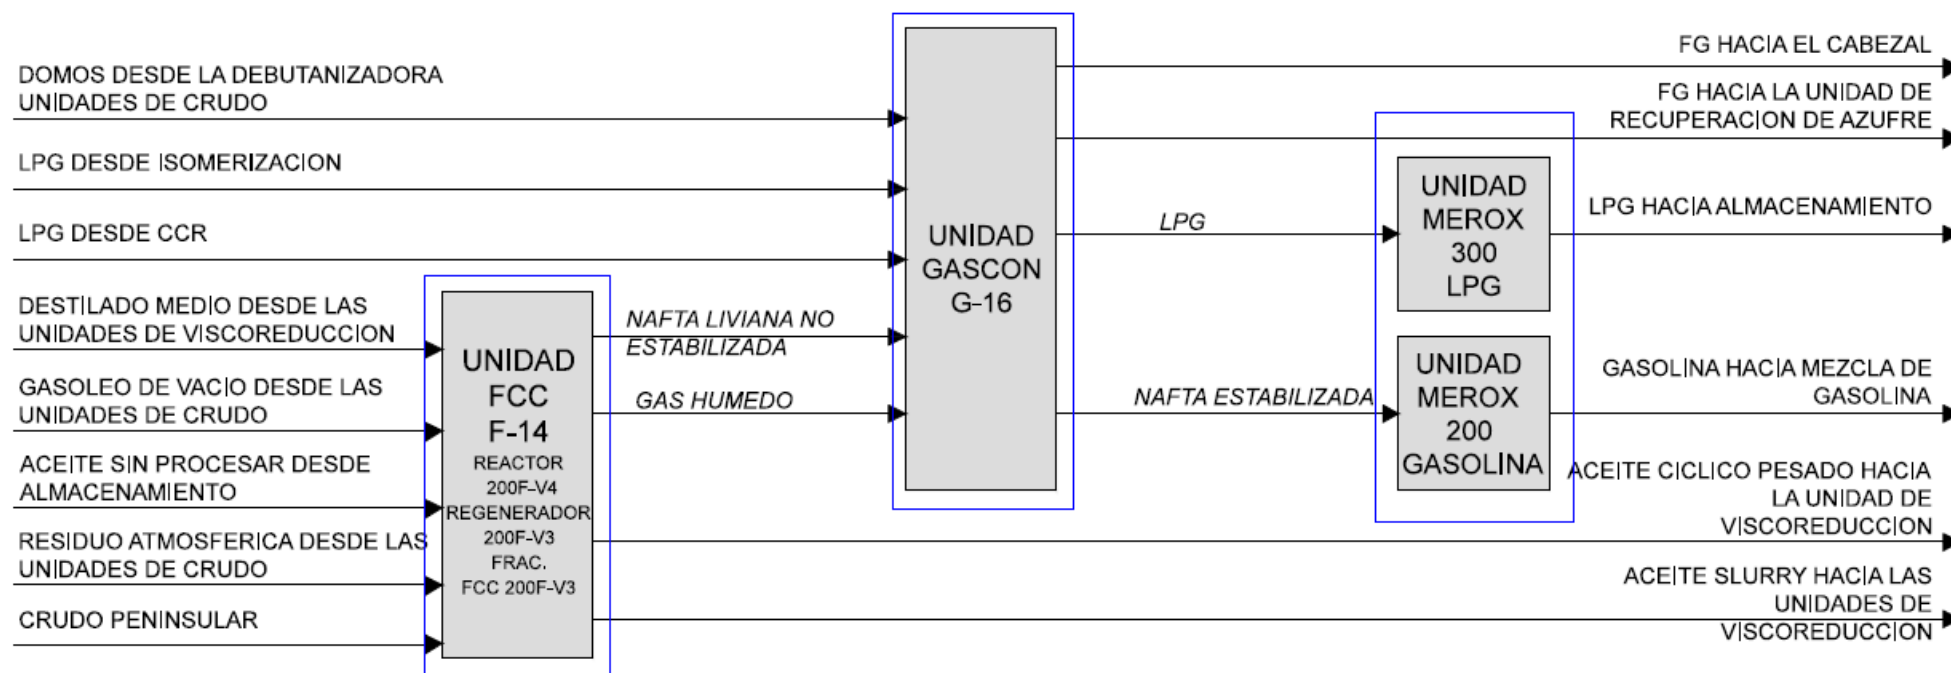 DOMOS DESDE LA DEBUTANIZADORA
UNIDADES DE CRUDO
LPG DESDE ISOMERIZACION
LPG DESDE CCR
DESTILADO MEDIO DESDE LAS
UNIDADES DE VISCOREDUCCION
GASOLEO DE VACIO DESDE LAS
UNIDADES DE CRUDO
ACEITE SIN PROCESAR DESDE
ALMACENAMIENTO
RESIDUO ATMOSFERICA DESDE LAS
UNIDADES DE CRUDO
CRUDO PENINSULAR
UNIDAD
FCC
F-14
REACTOR
200F-V4
REGENERADOR
200F-V3
FRAC.
FCC 200F-V3
NAFTA LIVIANA NO
ESTABILIZADA
GAS HUMEDO
UNIDAD
GASCON
G-16
LPG
NAFTA ESTABILIZADA
UNIDAD
MEROX
300
LPG
UNIDAD
MEROX
200
GASOLINA
FG HACIA EL CABEZAL
FG HACIA LA UNIDAD DE
RECUPERACION DE AZUFRE
LPG HACIA ALMACENAMIENTO
GASOLINA HACIA MEZCLA DE
GASOLINA
ACEITE CICLICO PESADO HACIA
LA UNIDAD DE
VISCOREDUCCION
ACEITE SLURRY HACIA LAS
UNIDADES DE
VISCOREDUCCION